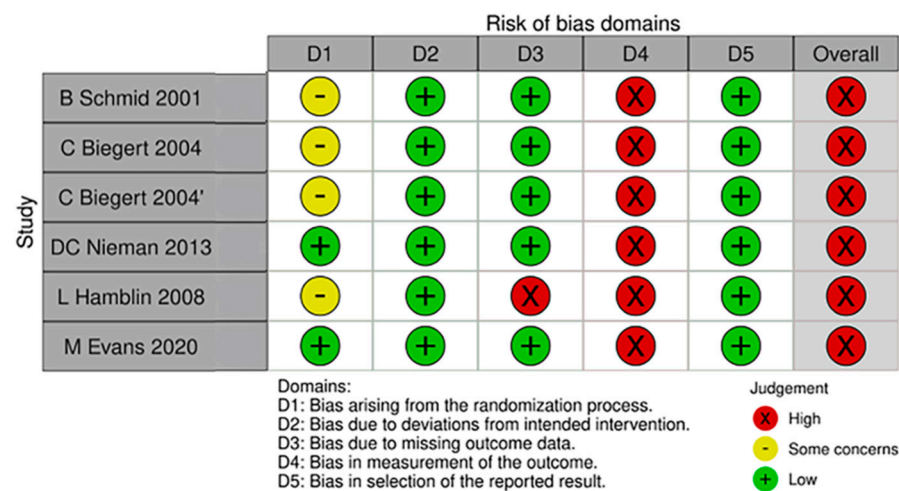 Risk of bias domains
D1 D2 D3 D4 D5 Overall
Study
B Schmid 2001 - + + X + X
C Biegert 2004 - + + X + X
C Biegert 2004' - + + X + X
DC Nieman 2013 + + + X + X
L Hamblin 2008 - + X X + X
M Evans 2020 + + + X + X
Domains:
D1: Bias arising from the randomization process.
D2: Bias due to deviations from intended intervention.
D3: Bias due to missing outcome data.
D4: Bias in measurement of the outcome.
D5: Bias in selection of the reported result.
Judgement
X High
- Some concerns
+ Low